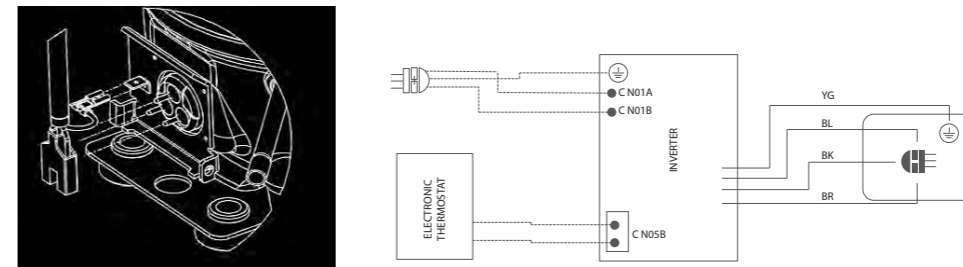 C N01A
C N01B
INVERTER
ELECTRONIC
THERMOSTAT
C N05B
YG
BL
BK
BR